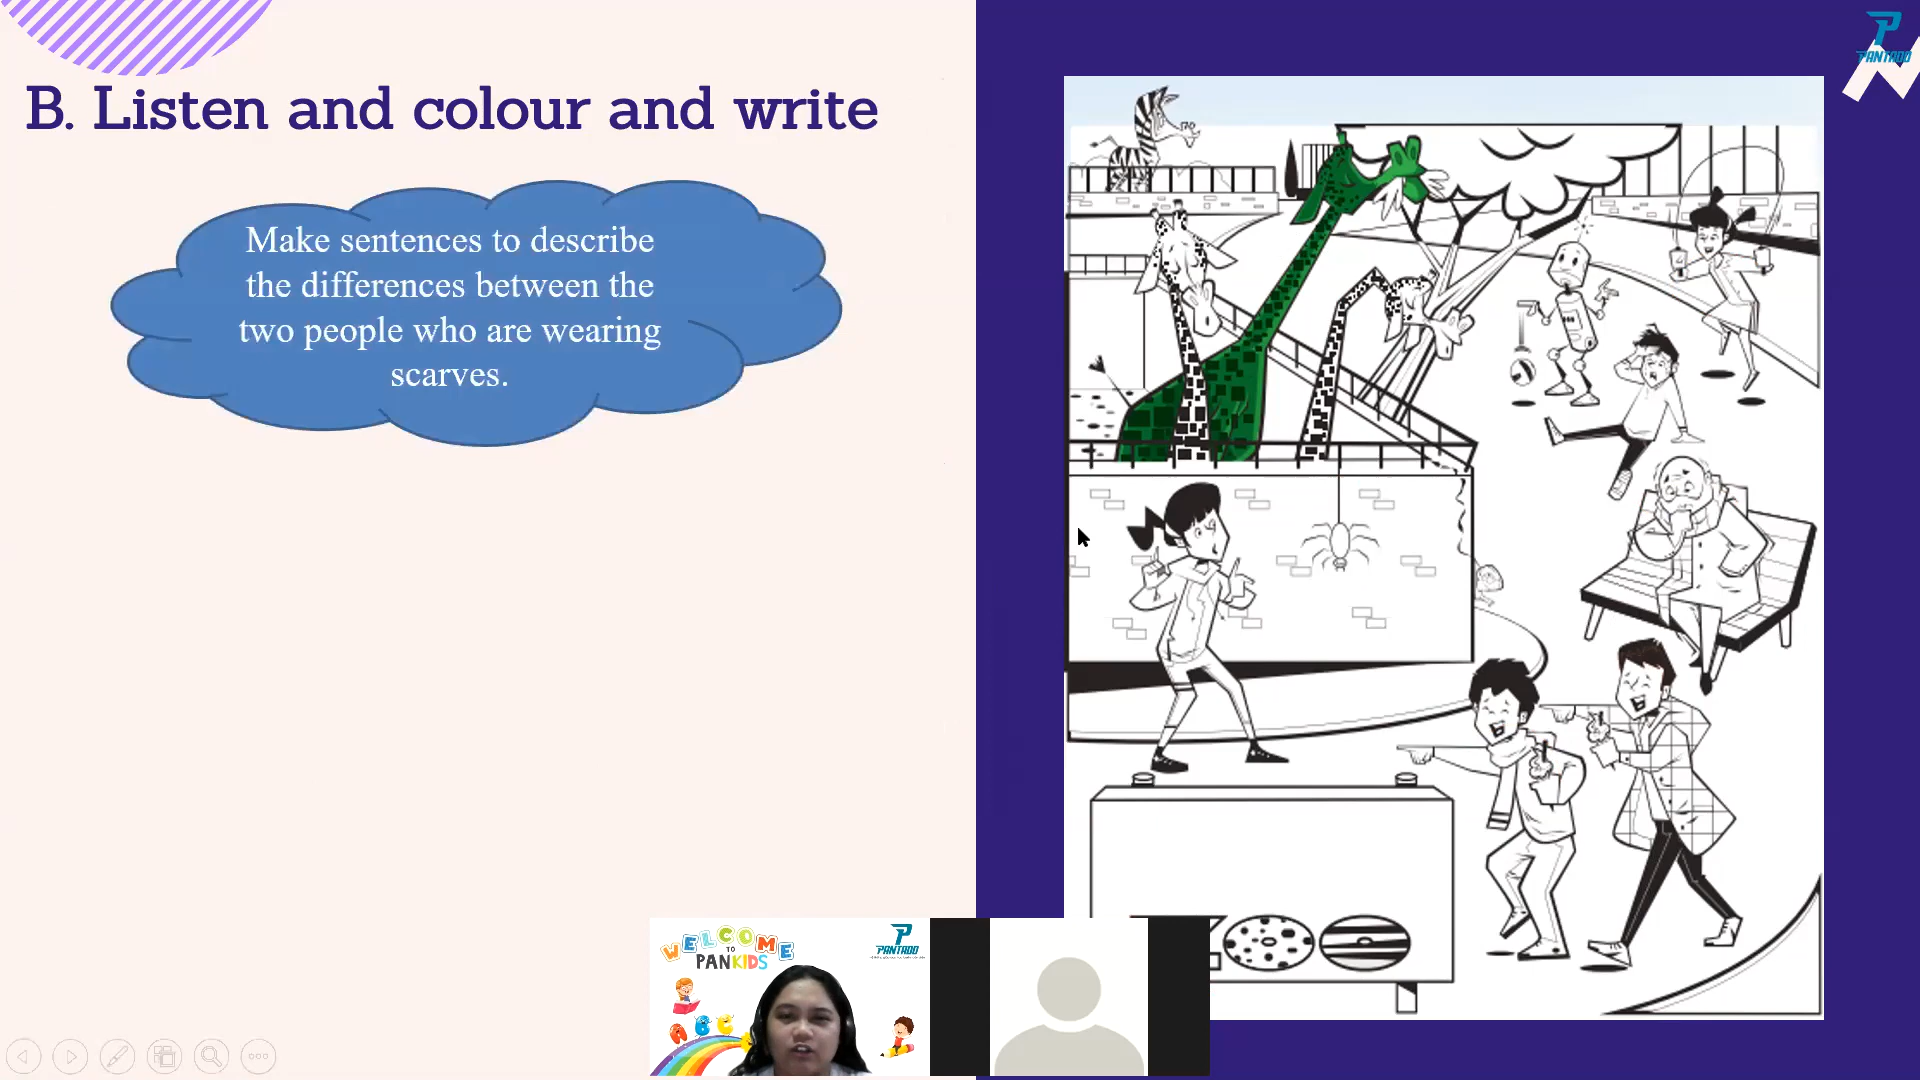 B. Listen and colour and write
Make sentences to describe
the differences between the
two people who are wearing
scarves.
PANTADO
WELCOME
TO
PANKIDS
PANTADO
A B C